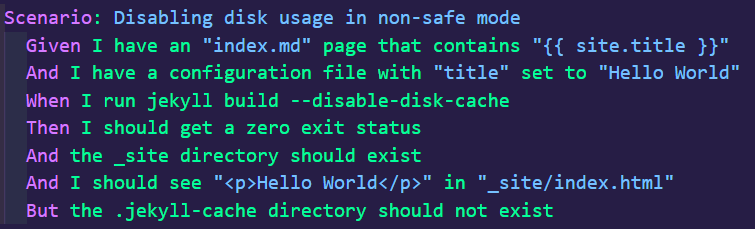 Scenario: Disabling disk usage in non-safe mode
Given I have an "index.md" page that contains "{{ site.title }}"
And I have a configuration file with "title" set to "Hello World"
When I run jekyll build --disable-disk-cache
Then I should get a zero exit status
And the _site directory should exist
And I should see "<p>Hello World</p>" in "_site/index.html"
But the .jekyll-cache directory should not exist